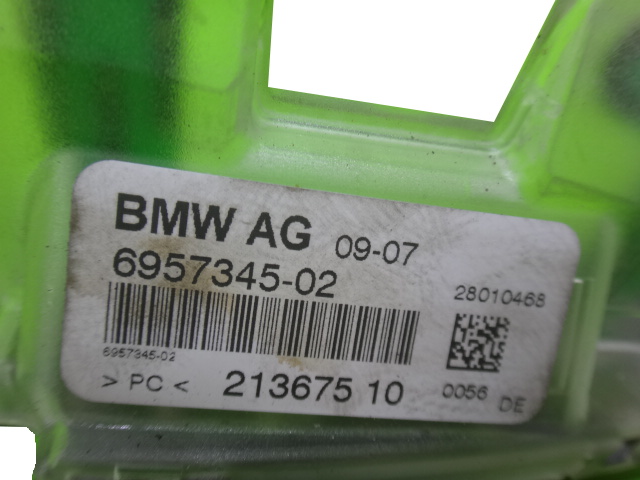 BMW AG 09-07
6957345-02
28010468
6957345-02
> PC < 213675 10
0056 DE